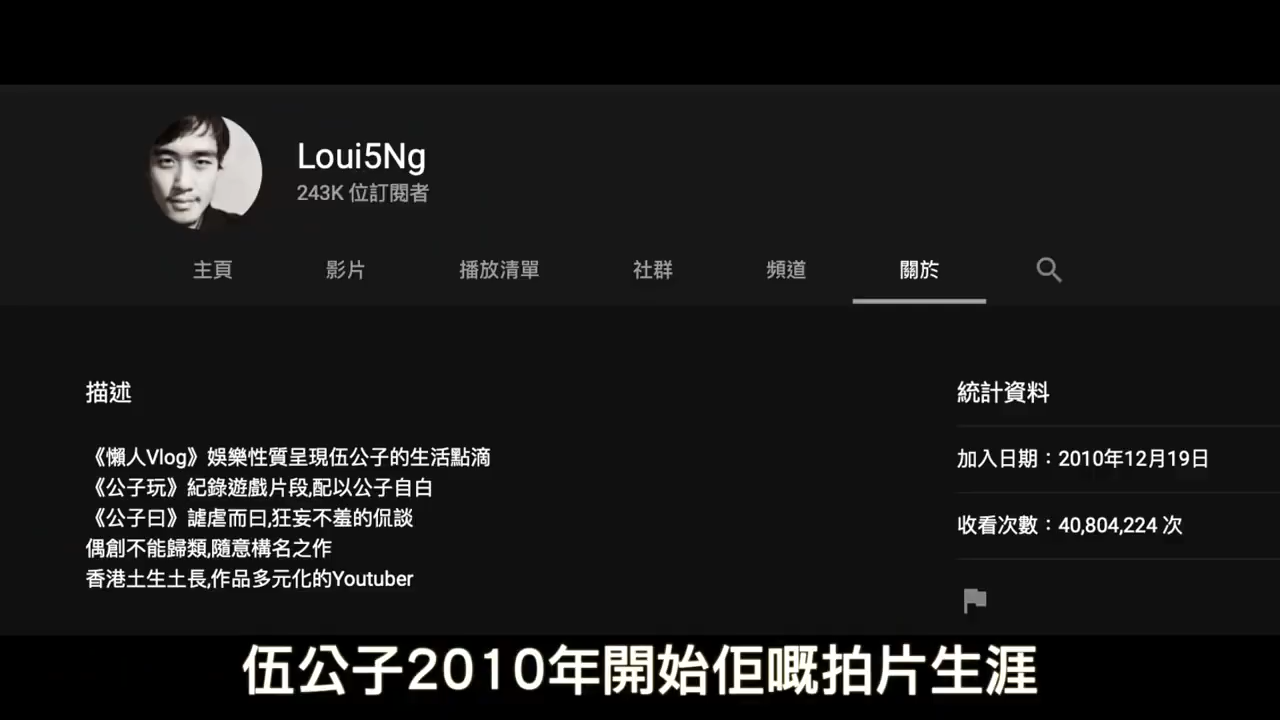 Loui5Ng
243K 位訂閱者
主頁 影片 播放清單 社群 頻道 關於
描述
《懶人Vlog》娛樂性質呈現伍公子的生活點滴
《公子玩》紀錄遊戲片段,配以公子自白
《公子曰》謔虐而曰,狂妄不羞的侃談
偶創不能歸類,隨意構名之作
香港土生土長,作品多元化的Youtuber
統計資料
加入日期：2010年12月19日
收看次數：40,804,224 次
伍公子2010年開始佢嘅拍片生涯